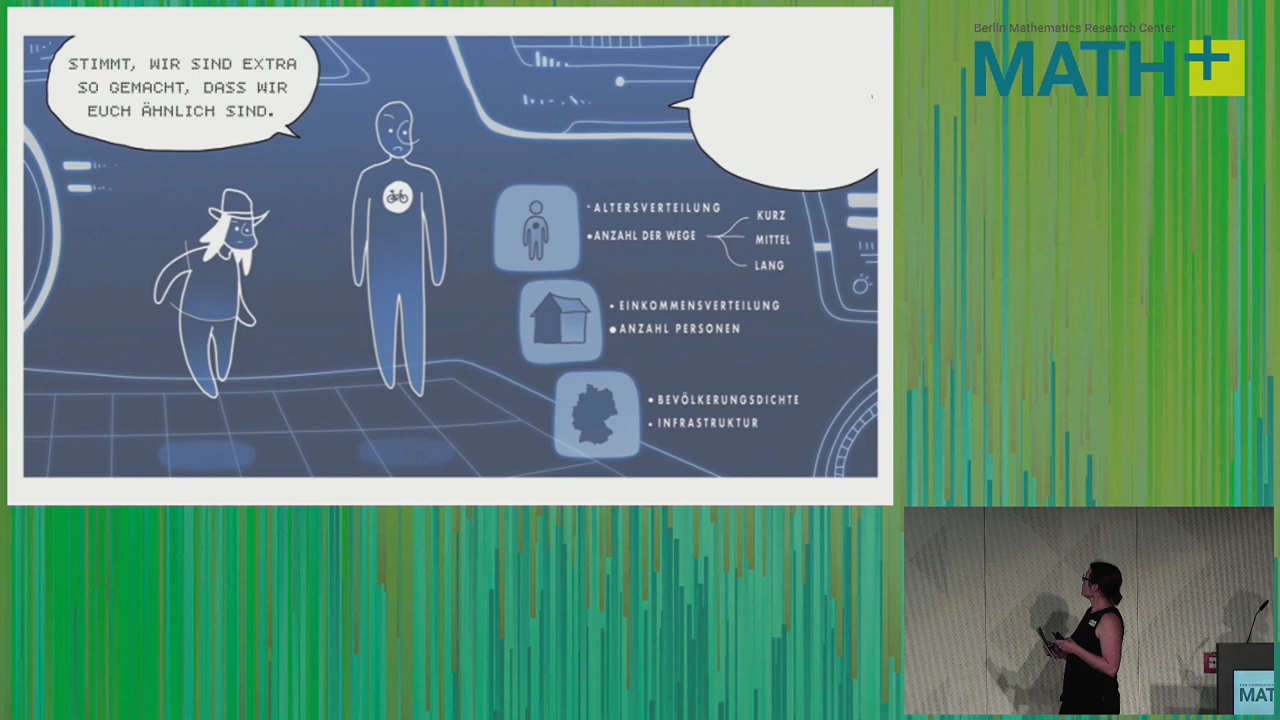 Berlin Mathematics Research Center
MATH+
STIMMT, WIR SIND EXTRA
SO GEMACHT, DASS WIR
EUCH ÄHNLICH SIND.
• ALTERSVERTEILUNG
• ANZAHL DER WEGE
KURZ
MITTEL
LANG
• EINKOMMENSVERTEILUNG
• ANZAHL PERSONEN
• BEVÖLKERUNGSDICHTE
• INFRASTRUKTUR
MAT